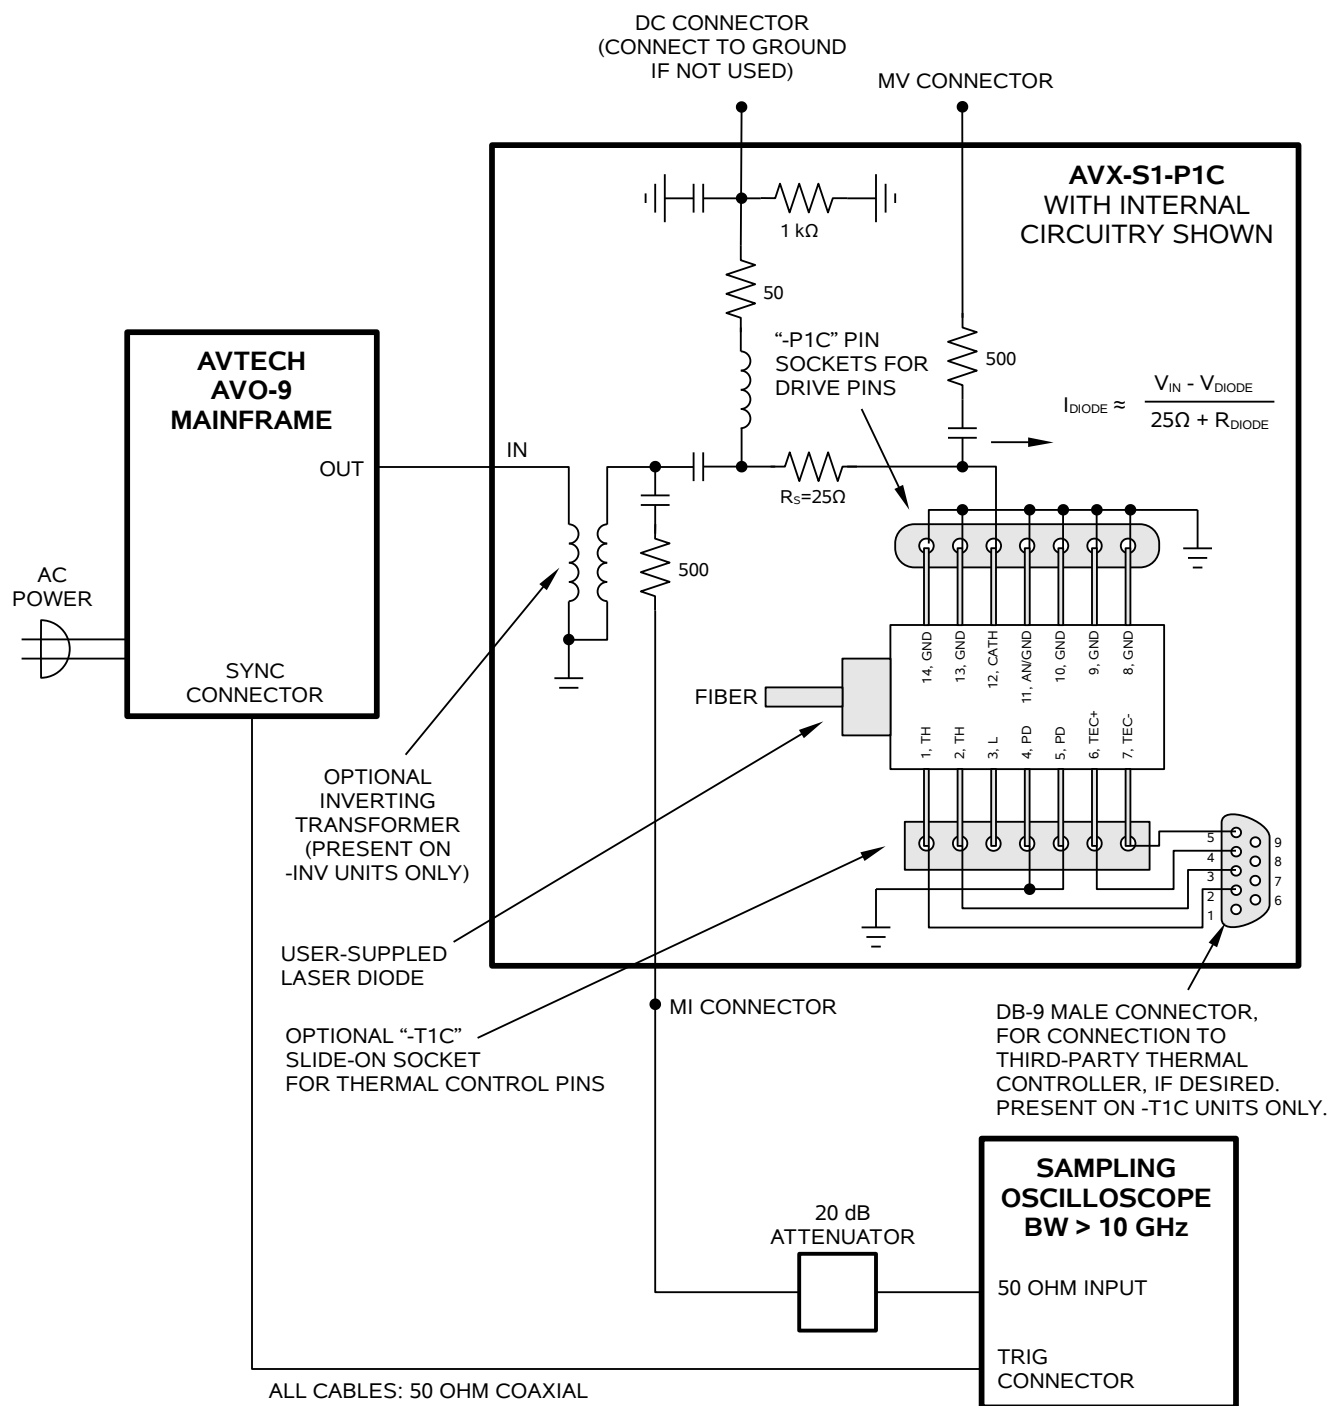 DC CONNECTOR
(CONNECT TO GROUND
IF NOT USED)
MV CONNECTOR
AVX-S1-P1C
WITH INTERNAL
CIRCUITRY SHOWN
1 kΩ
50
"-P1C" PIN
SOCKETS FOR
DRIVE PINS
500
I DIODE ≈ V IN - V DIODE
25Ω + R DIODE
AVTECH
AVO-9
MAINFRAME
OUT
IN
RS=25Ω
500
AC
POWER
SYNC
CONNECTOR
14, GND
13, GND
12, CATH
11, AN/GND
10, GND
9, GND
8, GND
FIBER
1, TH
2, TH
3, L
4, PD
5, PD
6, TEC+
7, TEC-
OPTIONAL
INVERTING
TRANSFORMER
(PRESENT ON
-INV UNITS ONLY)
5
4
3
2
1
9
8
7
6
USER-SUPPLED
LASER DIODE
MI CONNECTOR
OPTIONAL "-T1C"
SLIDE-ON SOCKET
FOR THERMAL CONTROL PINS
DB-9 MALE CONNECTOR,
FOR CONNECTION TO
THIRD-PARTY THERMAL
CONTROLLER, IF DESIRED.
PRESENT ON -T1C UNITS ONLY.
20 dB
ATTENUATOR
SAMPLING
OSCILLOSCOPE
BW > 10 GHz
50 OHM INPUT
TRIG
CONNECTOR
ALL CABLES: 50 OHM COAXIAL